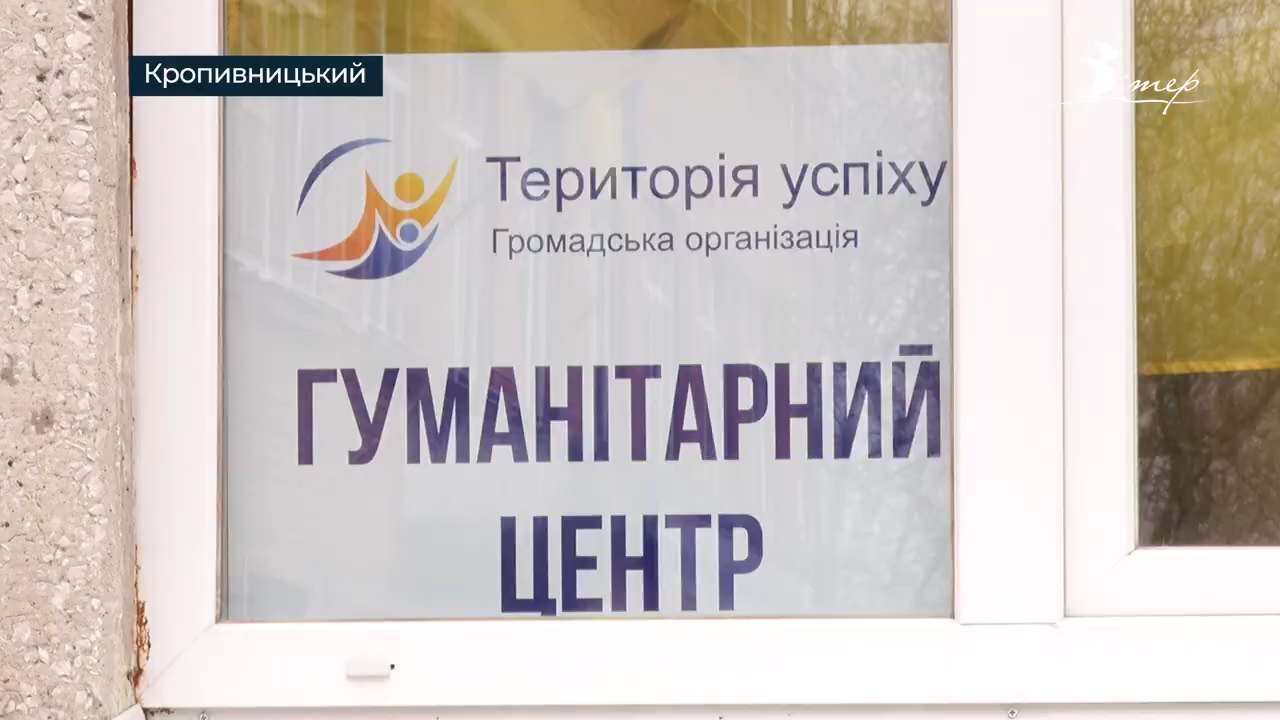 Кропивницький
Територія успіху
Громадська організація
ГУМАНІТАРНИЙ
ЦЕНТР